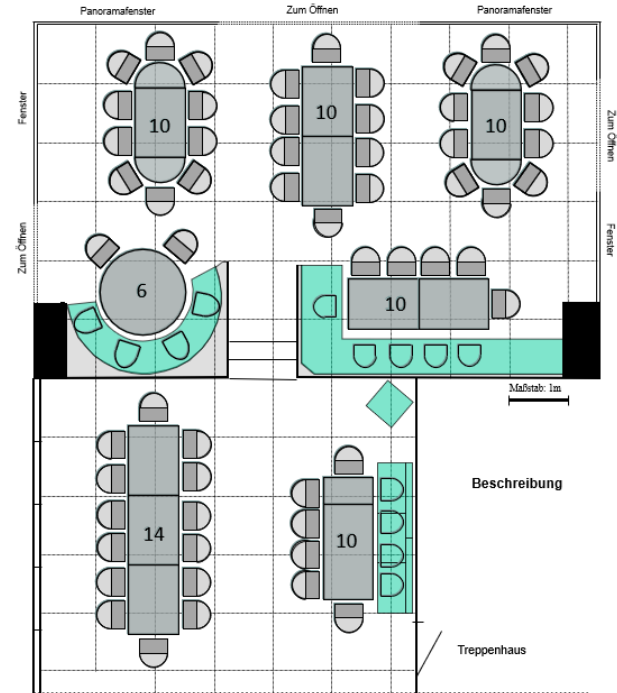 Panoramafenster
Zum Öffnen
Panoramafenster
Fenster
Zum Öffnen
10
10
10
Zum Öffnen
Fenster
6
10
Maßstab: 1m
Beschreibung
14
10
Treppenhaus